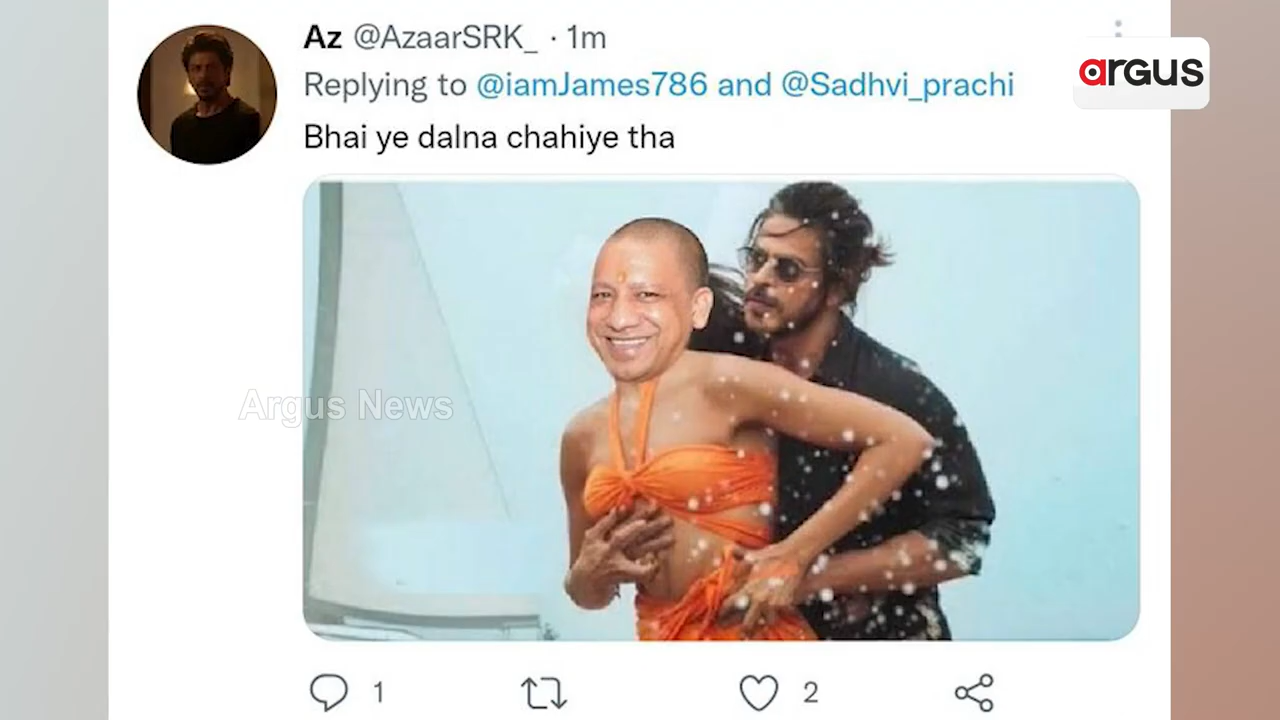 Az @AzaarSRK_ · 1m
argus
Replying to @iamJames786 and @Sadhvi_prachi
Bhai ye dalna chahiye tha
Argus News
1
2